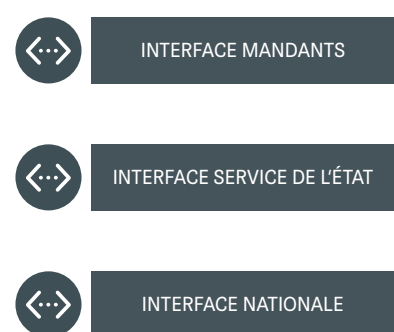 INTERFACE MANDANTS
INTERFACE SERVICE DE L'ÉTAT
INTERFACE NATIONALE